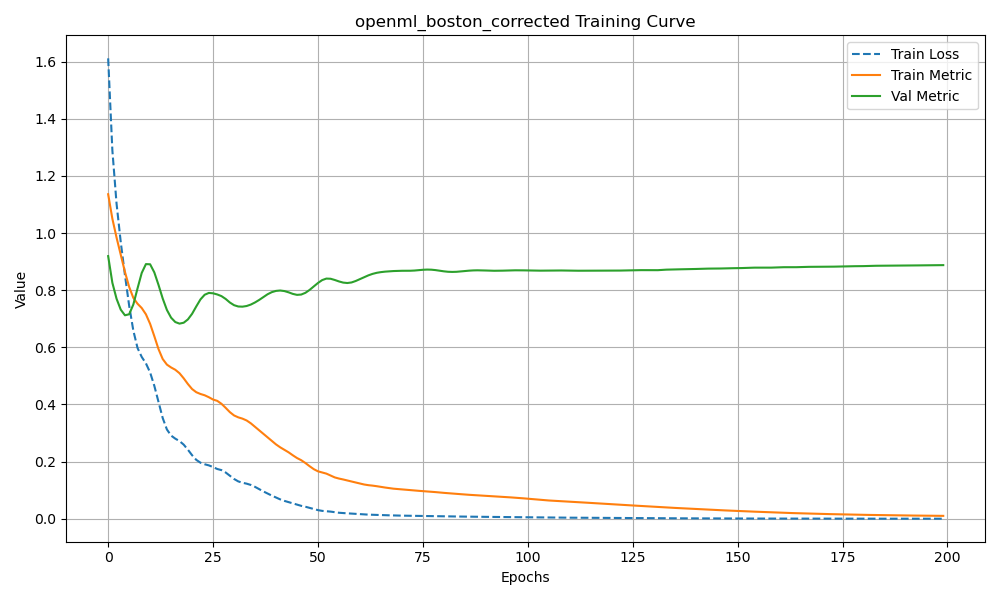 openml_boston_corrected Training Curve
Train Loss
Train Metric
Val Metric
Value
1.6
1.4
1.2
1.0
0.8
0.6
0.4
0.2
0.0
0 25 50 75 100 125 150 175 200
Epochs